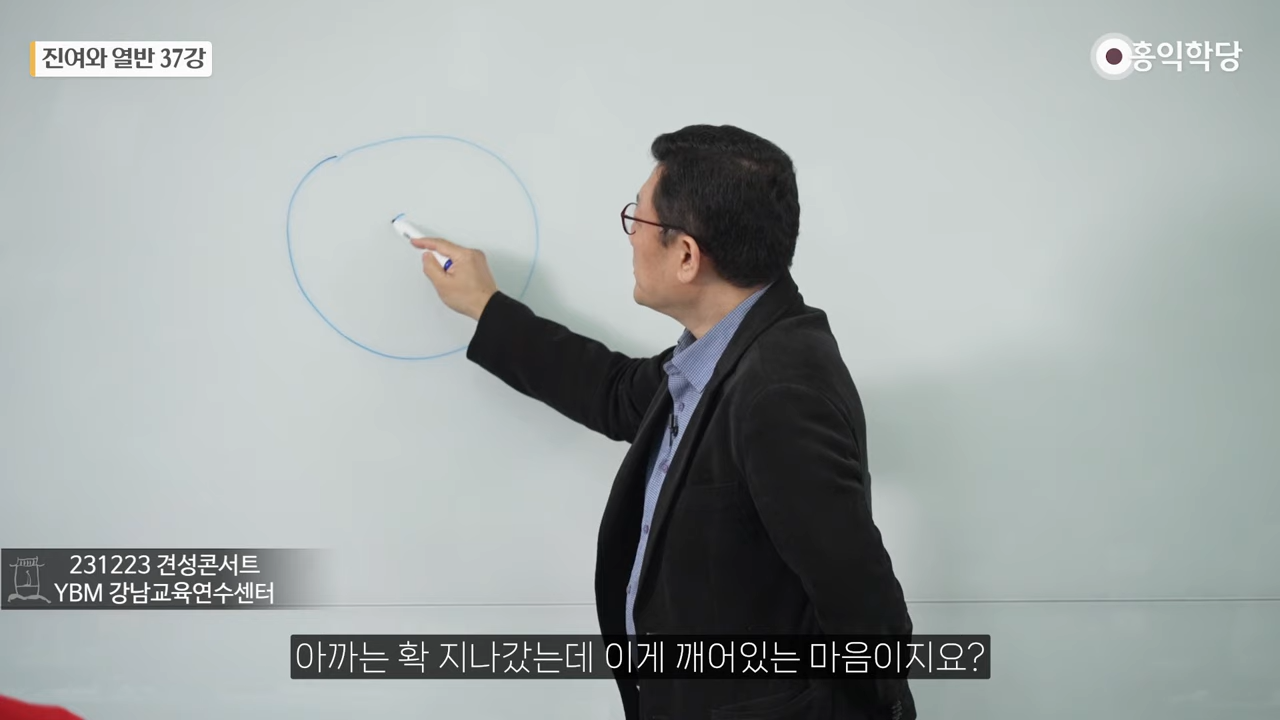 진여와 열반 37강
홍익학당
231223 견성콘서트
YBM 강남교육연수센터
아까는 확 지나갔는데 이게 깨어있는 마음이지요?